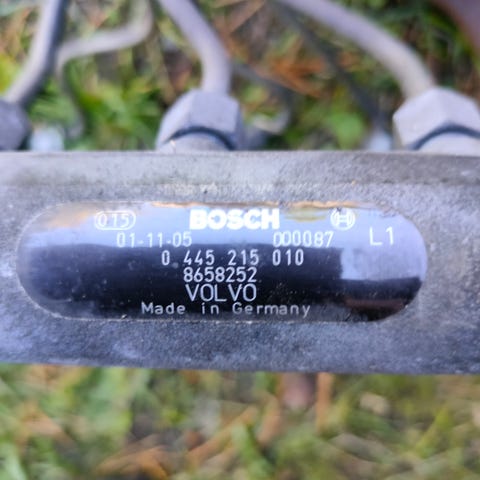 015 BOSCH
01-11-05 000087 L1
0 445 215 010
8658252
VOLVO
Made in Germany